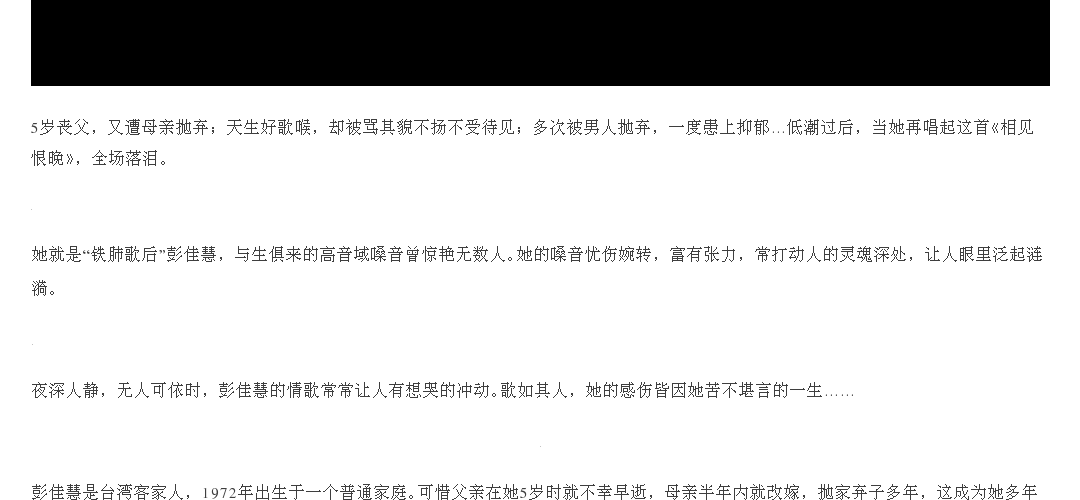 5岁丧父，又遭母亲抛弃；天生好歌喉，却被骂其貌不扬不受待见；多次被男人抛弃，一度患上抑郁…低潮过后，当她再唱起这首《相见
恨晚》，全场落泪。
她就是“铁肺歌后”彭佳慧，与生俱来的高音域嗓音曾惊艳无数人。她的嗓音忧伤婉转，富有张力，常打动人的灵魂深处，让人眼里泛起涟
漪。
夜深人静，无人可依时，彭佳慧的情歌常常让人有想哭的冲动。歌如其人，她的感伤皆因她苦不堪言的一生……
彭佳慧是台湾客家人，1972年出生于一个普通家庭。可惜父亲在她5岁时就不幸早逝，母亲半年内就改嫁，抛家弃子多年，这成为她多年